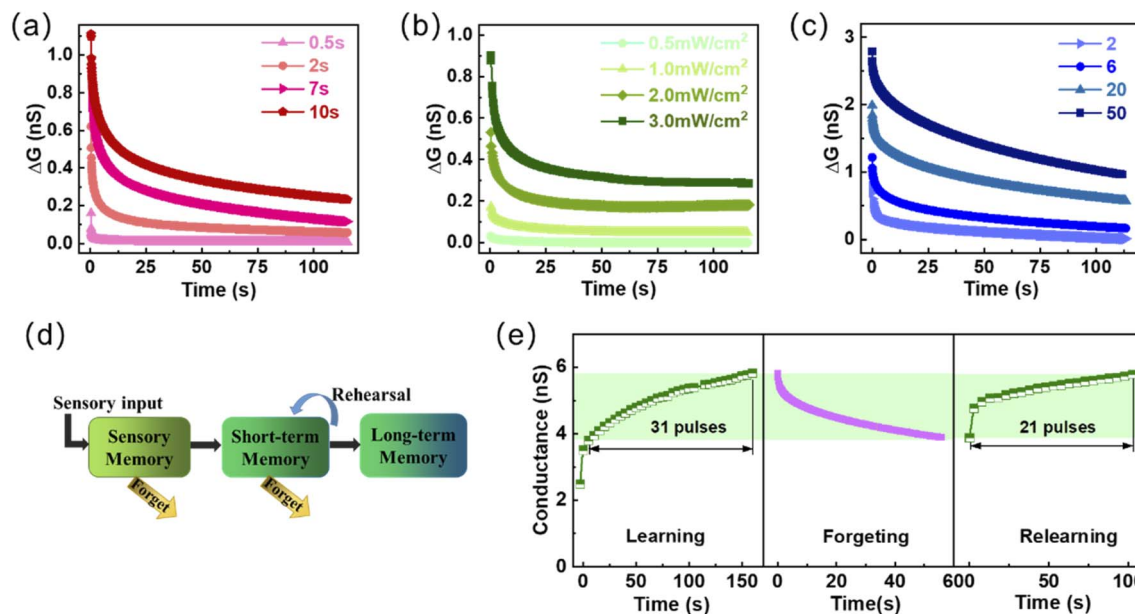 (a)
ΔG (nS)
1.0
0.8
0.6
0.4
0.2
0.0
0.5s
2s
7s
10s
0 25 50 75 100
Time (s)
(b)
ΔG (nS)
1.0
0.8
0.6
0.4
0.2
0.0
0.5mW/cm²
1.0mW/cm²
2.0mW/cm²
3.0mW/cm²
0 25 50 75 100
Time (s)
(c)
ΔG (nS)
3
2
1
0
2
6
20
50
0 25 50 75 100
Time (s)
(d)
Sensory input
Rehearsal
Sensory
Memory
Short-term
Memory
Long-term
Memory
Forget
Forget
(e)
Conductance (nS)
8
6
4
2
0
31 pulses
21 pulses
Learning
Forgeting
Relearning
0 50 100 150
0 20 40 60
0 50 100
Time (s)
Time(s)
Time (s)